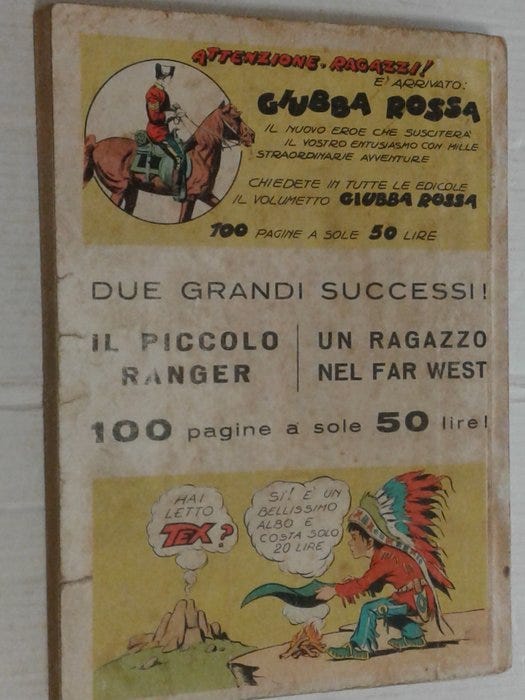 ATTENZIONE, RAGAZZI!
E' ARRIVATO:
GIUBBA ROSSA
IL NUOVO EROE CHE SUSCITERÀ
IL VOSTRO ENTUSIASMO CON MILLE
STRAORDINARIE AVVENTURE
CHIEDETE IN TUTTE LE EDICOLE
IL VOLUMETTO GIUBBA ROSSA
100 PAGINE A SOLE 50 LIRE
DUE GRANDI SUCCESSI!
IL PICCOLO
RANGER
UN RAGAZZO
NEL FAR WEST
100 pagine a sole 50 lire!
HAI
LETTO
TEX?
SÌ! E' UN
BELLISSIMO
ALBO E
COSTA SOLO
20 LIRE